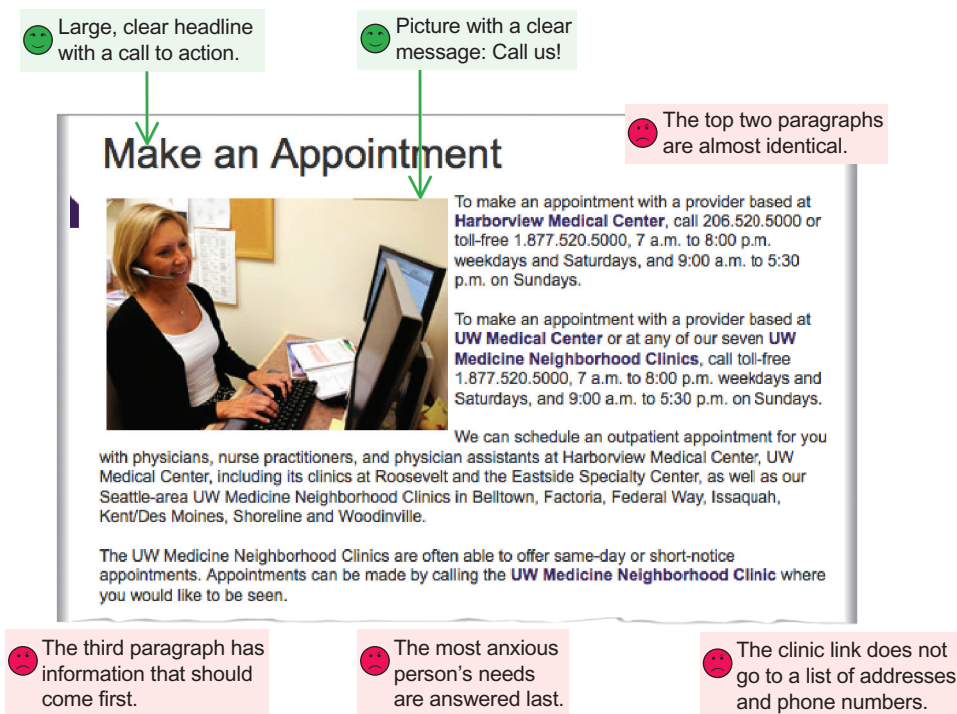 Large, clear headline
with a call to action.
Picture with a clear
message: Call us!
The top two paragraphs
are almost identical.
Make an Appointment
To make an appointment with a provider based at
Harborview Medical Center, call 206.520.5000 or
toll-free 1.877.520.5000, 7 a.m. to 8:00 p.m.
weekdays and Saturdays, and 9:00 a.m. to 5:30
p.m. on Sundays.
To make an appointment with a provider based at
UW Medical Center or at any of our seven UW
Medicine Neighborhood Clinics, call toll-free
1.877.520.5000, 7 a.m. to 8:00 p.m. weekdays and
Saturdays, and 9:00 a.m. to 5:30 p.m. on Sundays.
We can schedule an outpatient appointment for you
with physicians, nurse practitioners, and physician assistants at Harborview Medical Center, UW
Medical Center, including its clinics at Roosevelt and the Eastside Specialty Center, as well as our
Seattle-area UW Medicine Neighborhood Clinics in Belltown, Factoria, Federal Way, Issaquah,
Kent/Des Moines, Shoreline and Woodinville.
The UW Medicine Neighborhood Clinics are often able to offer same-day or short-notice
appointments. Appointments can be made by calling the UW Medicine Neighborhood Clinic where
you would like to be seen.
The third paragraph has
information that should
come first.
The most anxious
person's needs
are answered last.
The clinic link does not
go to a list of addresses
and phone numbers.